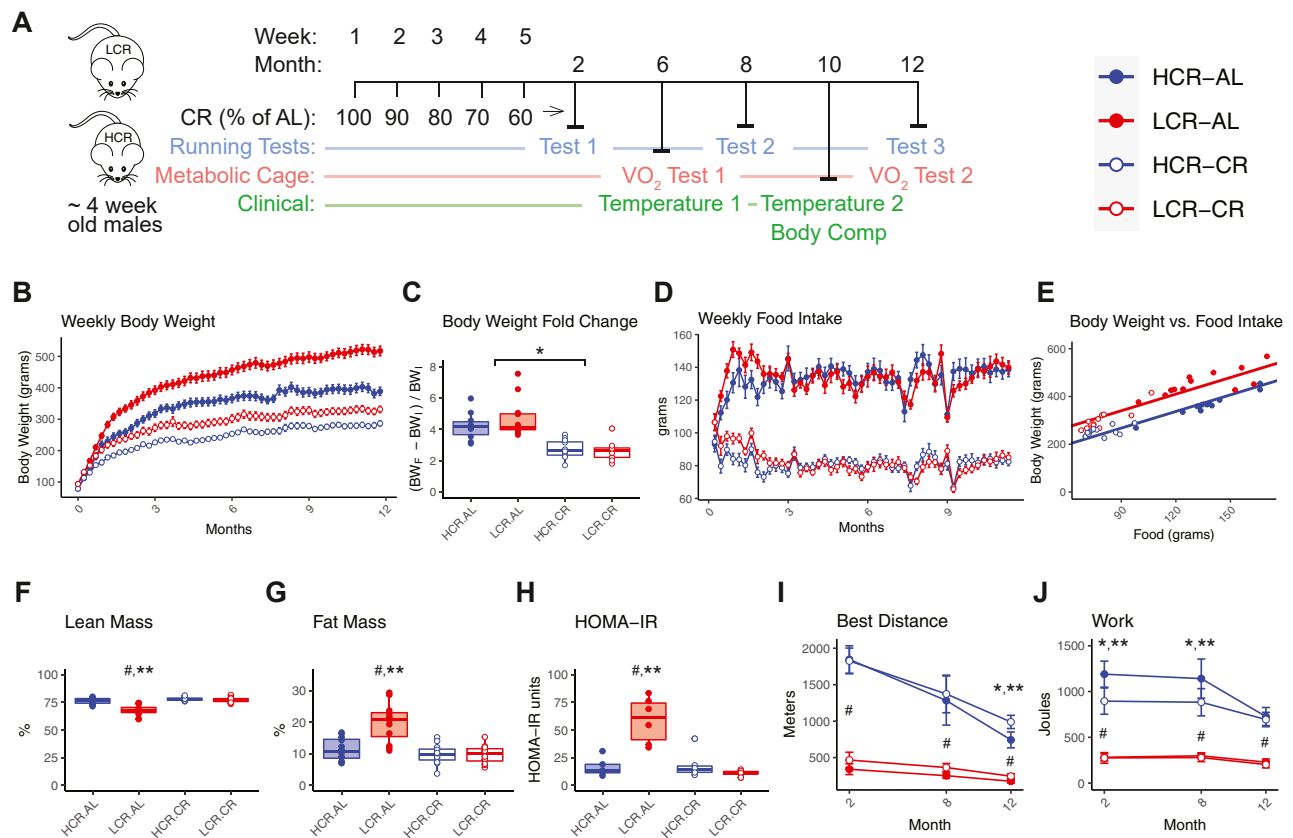 A
LCR
HCR
~ 4 week
old males
Week: 1 2 3 4 5
Month: 2 6 8 10 12
CR (% of AL): 100 90 80 70 60
Running Tests: Test 1 Test 2 Test 3
Metabolic Cage: VO2 Test 1 VO2 Test 2
Clinical: Temperature 1 Temperature 2
Body Comp
HCR−AL
LCR−AL
HCR−CR
LCR−CR
B
Weekly Body Weight
Body Weight (grams)
500
400
300
200
100
0 3 6 9 12
Months
C
Body Weight Fold Change
(BWF − BWI) / BWI
*
8
6
4
2
0
HCR.AL LCR.AL HCR.CR LCR.CR
D
Weekly Food Intake
grams
160
140
120
100
80
60
0 3 6 9
Months
E
Body Weight vs. Food Intake
Body Weight (grams)
600
400
200
0
90 120 150
Food (grams)
F
Lean Mass
%
#,**
100
75
50
25
0
HCR.AL LCR.AL HCR.CR LCR.CR
G
Fat Mass
%
#,**
30
20
10
0
HCR.AL LCR.AL HCR.CR LCR.CR
H
HOMA−IR
HOMA−IR units
#,**
100
75
50
25
0
HCR.AL LCR.AL HCR.CR LCR.CR
I
Best Distance
Meters
2000
1500
1000
500
*,**
# # #
2 8 12
Month
J
Work
Joules
1500
1000
500
0
*,** *,**
# # #
2 8 12
Month